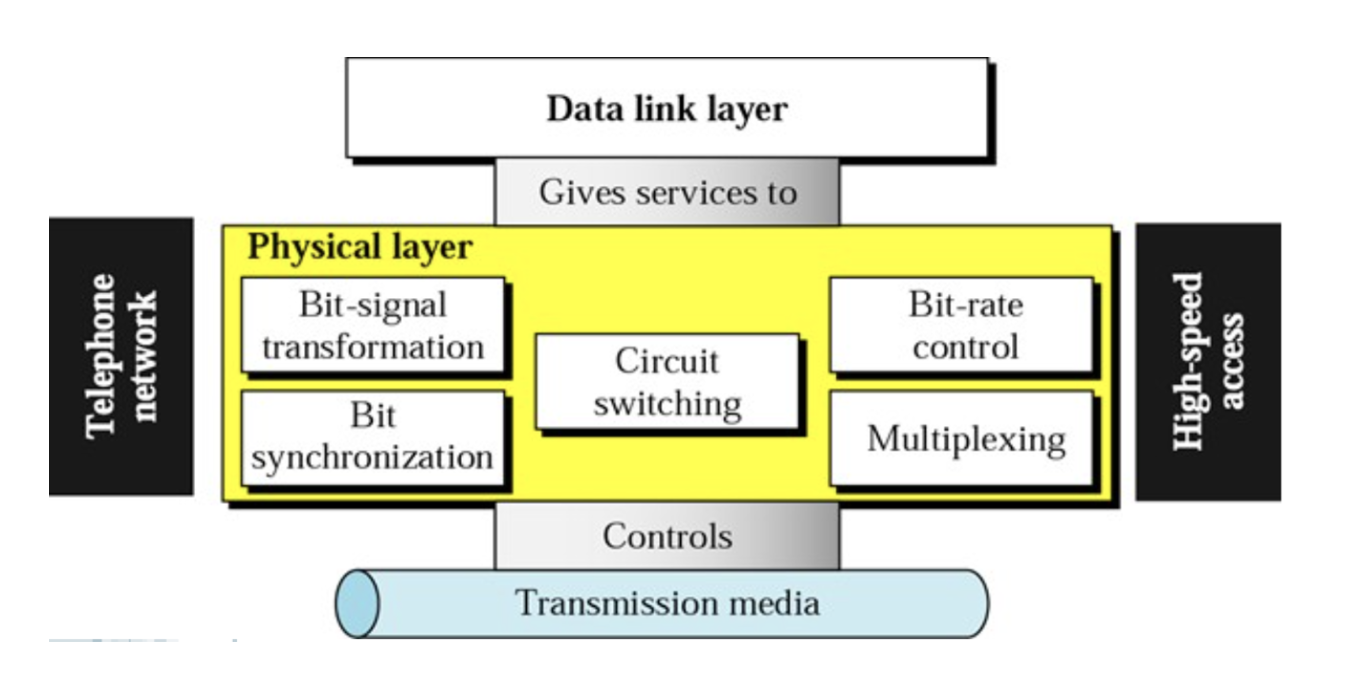 Data link layer
Gives services to
Telephone
network
Physical layer
Bit-signal
transformation
Bit
synchronization
Circuit
switching
Bit-rate
control
Multiplexing
High-speed
access
Controls
Transmission media